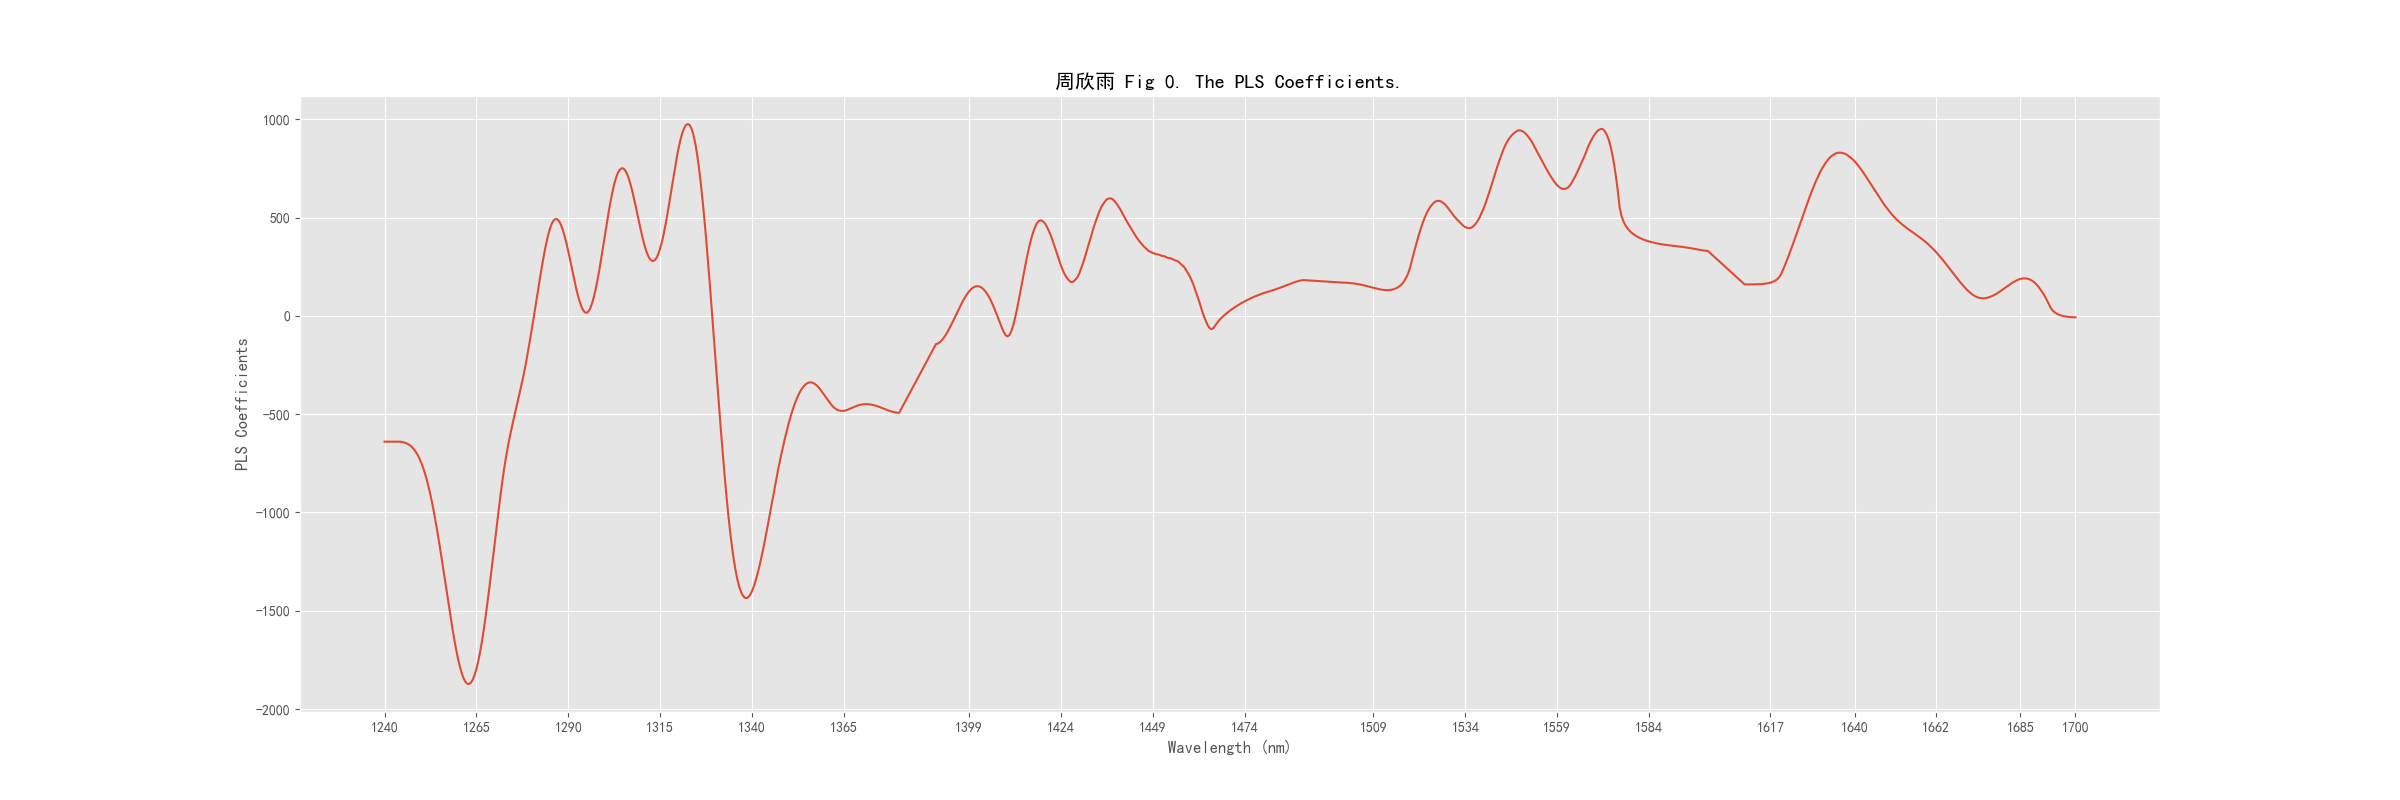 周欣雨 Fig 0. The PLS Coefficients.
1000
500
0
−500
−1000
−1500
−2000
PLS Coefficients
1240 1265 1290 1315 1340 1365 1399 1424 1449 1474 1509 1534 1559 1584 1617 1640 1662 1685 1700
Wavelength (nm)